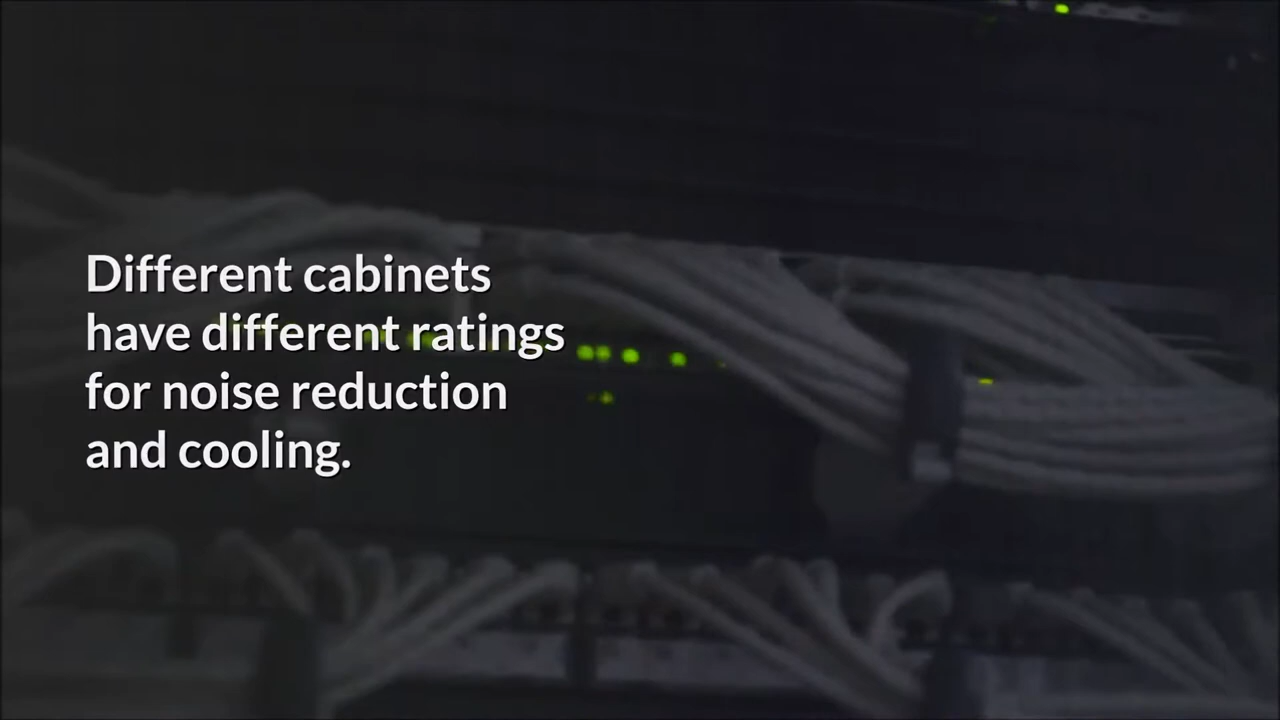 Different cabinets
have different ratings
for noise reduction
and cooling.